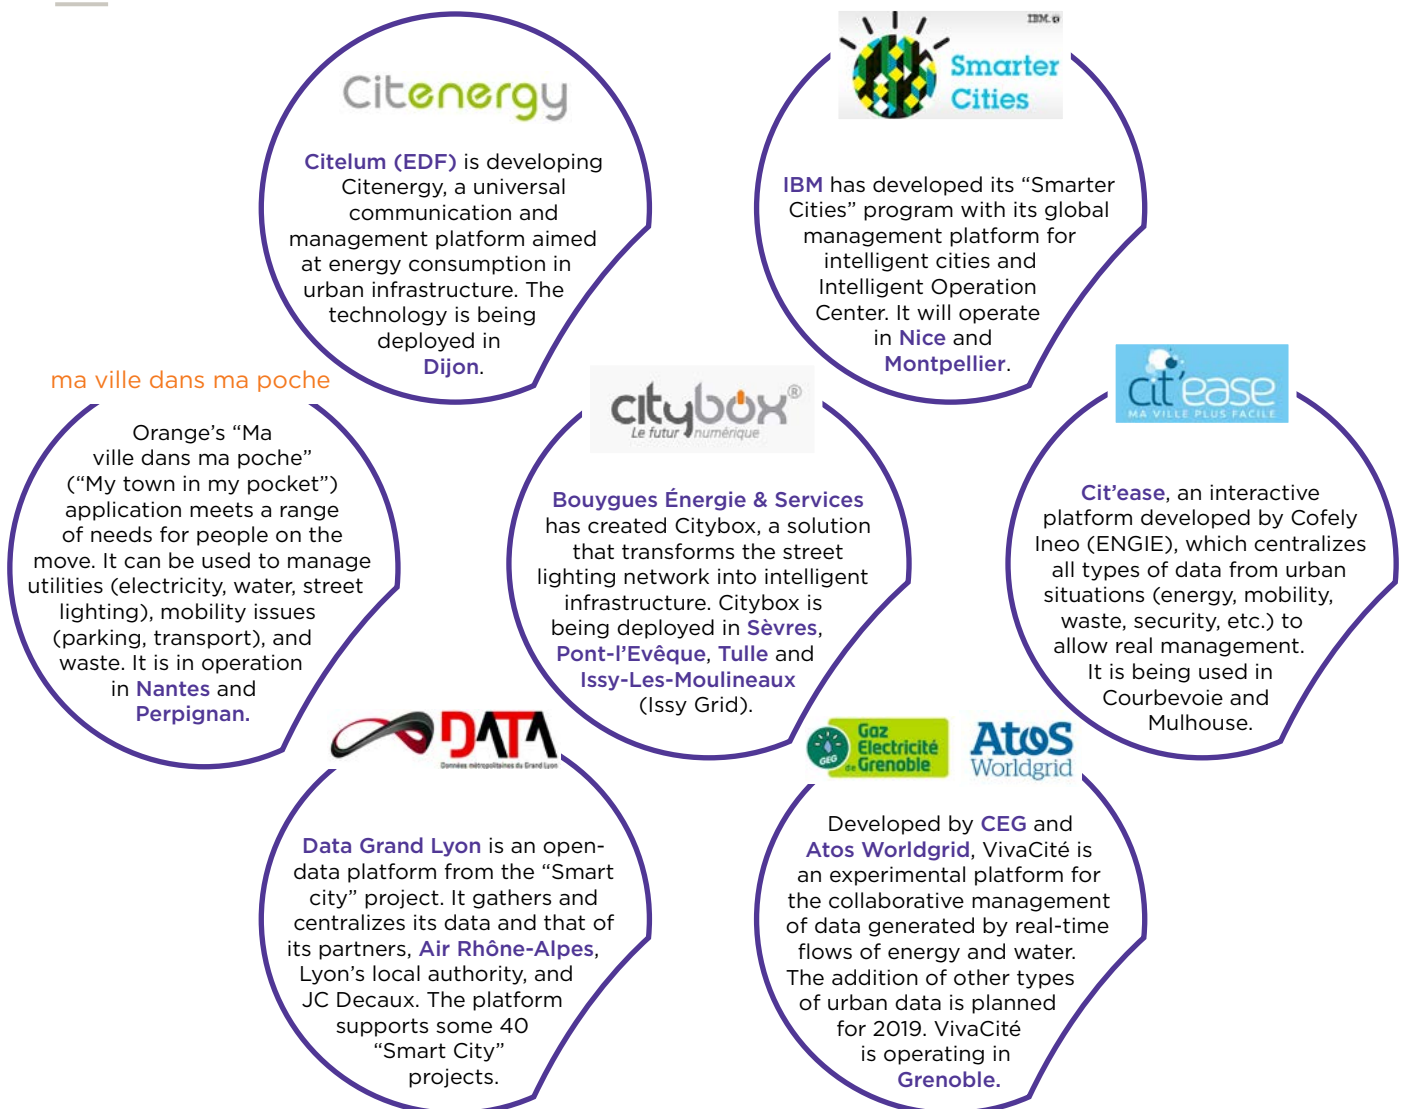 Citenergy
Citelum (EDF) is developing
Citenergy, a universal
communication and
management platform aimed
at energy consumption in
urban infrastructure. The
technology is being
deployed in
Dijon.
IBM.
Smarter
Cities
IBM has developed its “Smarter
Cities” program with its global
management platform for
intelligent cities and
Intelligent Operation
Center. It will operate
in Nice and
Montpellier.
ma ville dans ma poche
Orange’s “Ma
ville dans ma poche”
(“My town in my pocket”)
application meets a range
of needs for people on the
move. It can be used to manage
utilities (electricity, water, street
lighting), mobility issues
(parking, transport), and
waste. It is in operation
in Nantes and
Perpignan.
citybox®
Le futur numérique
Bouygues Énergie & Services
has created Citybox, a solution
that transforms the street
lighting network into intelligent
infrastructure. Citybox is
being deployed in Sèvres,
Pont-l’Evêque, Tulle and
Issy-Les-Moulineaux
(Issy Grid).
cit’ease
MA VILLE PLUS FACILE
Cit’ease, an interactive
platform developed by Cofely
Ineo (ENGIE), which centralizes
all types of data from urban
situations (energy, mobility,
waste, security, etc.) to
allow real management.
It is being used in
Courbevoie and
Mulhouse.
DATA
Données métropolitaines du Grand Lyon
Data Grand Lyon is an open-
data platform from the “Smart
city” project. It gathers and
centralizes its data and that of
its partners, Air Rhône-Alpes,
Lyon’s local authority, and
JC Decaux. The platform
supports some 40
“Smart City”
projects.
GEG
Gaz
Electricité
de Grenoble
Atos
Worldgrid
Developed by CEG and
Atos Worldgrid, VivaCité is
an experimental platform for
the collaborative management
of data generated by real-time
flows of energy and water.
The addition of other types
of urban data is planned
for 2019. VivaCité
is operating in
Grenoble.